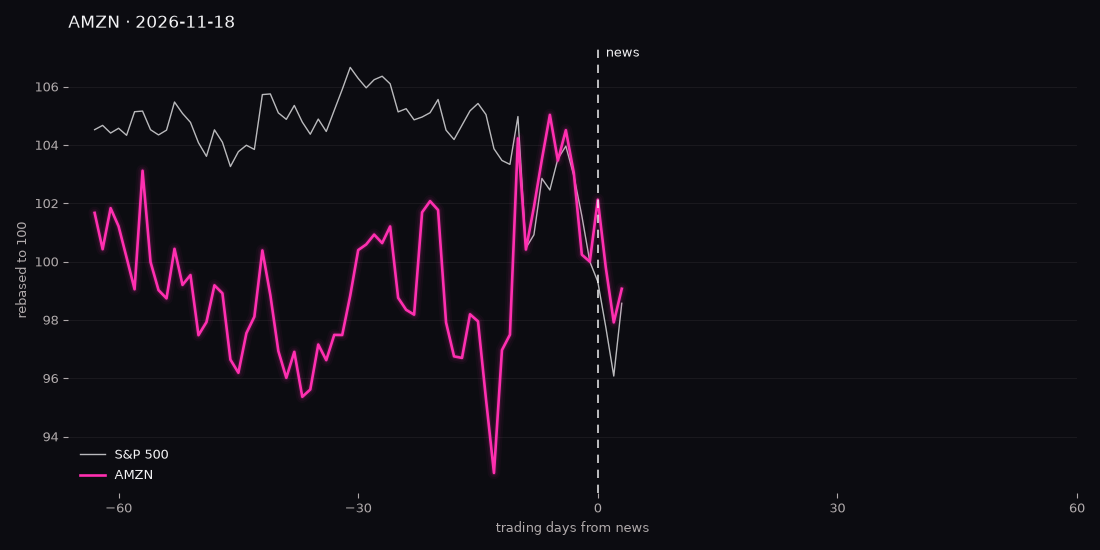 AMZN · 2026-11-18
news
106
104
102
100
98
96
94
rebased to 100
S&P 500
AMZN
−60
−30
0
30
60
trading days from news